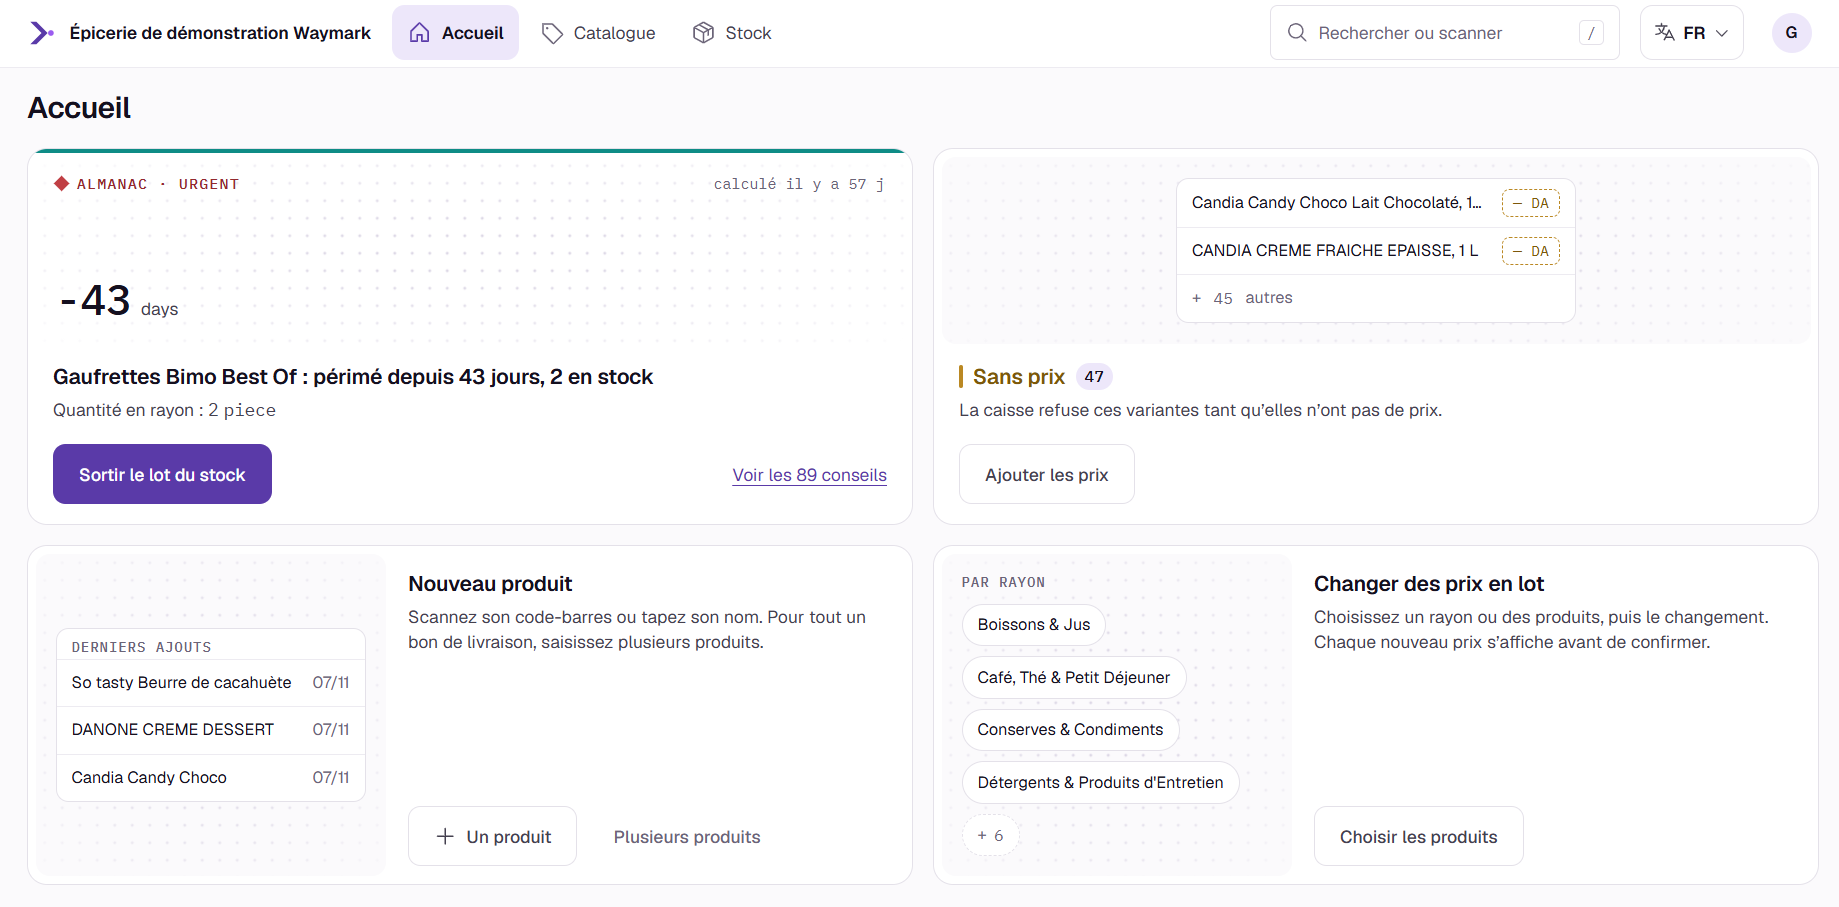 Épicerie de démonstration Waymark
Accueil
Catalogue
Stock
Rechercher ou scanner
/
FR
G
Accueil
ALMANAC · URGENT
calculé il y a 57 j
-43 days
Gaufrettes Bimo Best Of : périmé depuis 43 jours, 2 en stock
Quantité en rayon : 2 piece
Sortir le lot du stock
Voir les 89 conseils
Candia Candy Choco Lait Chocolaté, 1...
— DA
CANDIA CREME FRAICHE EPAISSE, 1 L
— DA
+ 45 autres
Sans prix 47
La caisse refuse ces variantes tant qu’elles n’ont pas de prix.
Ajouter les prix
DERNIERS AJOUTS
So tasty Beurre de cacahuète 07/11
DANONE CREME DESSERT 07/11
Candia Candy Choco 07/11
Nouveau produit
Scannez son code-barres ou tapez son nom. Pour tout un
bon de livraison, saisissez plusieurs produits.
Un produit
Plusieurs produits
PAR RAYON
Boissons & Jus
Café, Thé & Petit Déjeuner
Conserves & Condiments
Détergents & Produits d'Entretien
+ 6
Changer des prix en lot
Choisissez un rayon ou des produits, puis le changement.
Chaque nouveau prix s’affiche avant de confirmer.
Choisir les produits